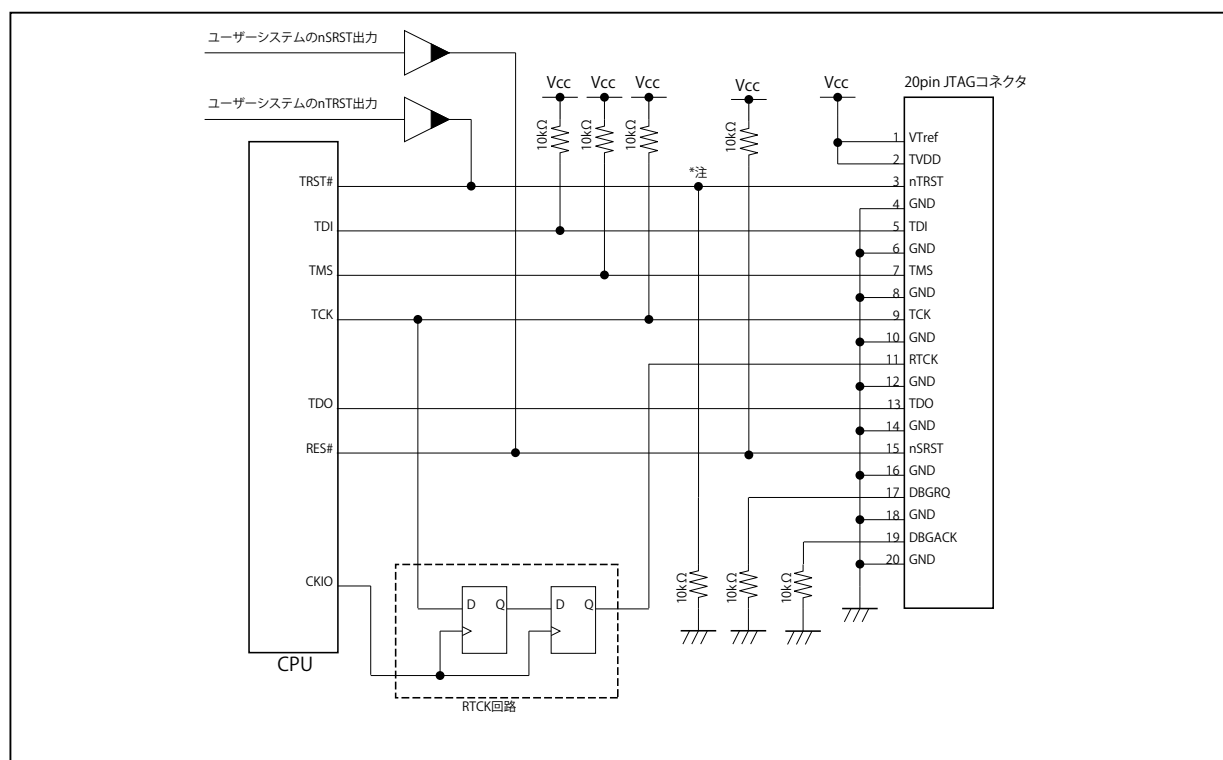 ユーザーシステムのnSRST出力
ユーザーシステムのnTRST出力
Vcc
Vcc
Vcc
Vcc
Vcc
20pin JTAGコネクタ
10kΩ
10kΩ
10kΩ
10kΩ
*注
TRST#
TDI
TMS
TCK
TDO
RES#
CKIO
CPU
1 VTref
2 TVDD
3 nTRST
4 GND
5 TDI
6 GND
7 TMS
8 GND
9 TCK
10 GND
11 RTCK
12 GND
13 TDO
14 GND
15 nSRST
16 GND
17 DBGRQ
18 GND
19 DBGACK
20 GND
D Q
D Q
10kΩ
10kΩ
10kΩ
RTCK回路